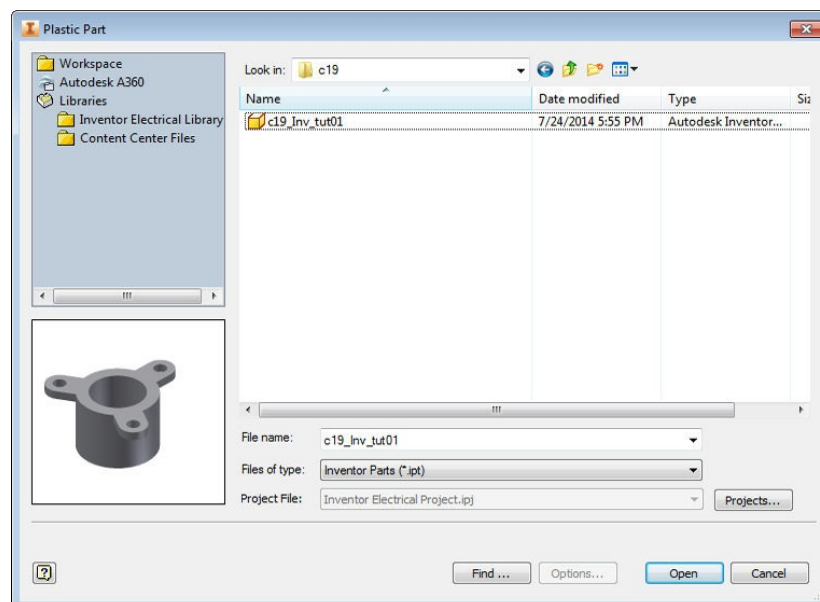 Plastic Part
Workspace
Autodesk A360
Libraries
Inventor Electrical Library
Content Center Files
Look in: c19
Name Date modified Type
c19_Inv_tut01 7/24/2014 5:55 PM Autodesk Inventor...
File name: c19_Inv_tut01
Files of type: Inventor Parts (*.ipt)
Project File: Inventor Electrical Project.ipj Projects...
Find ... Options... Open Cancel